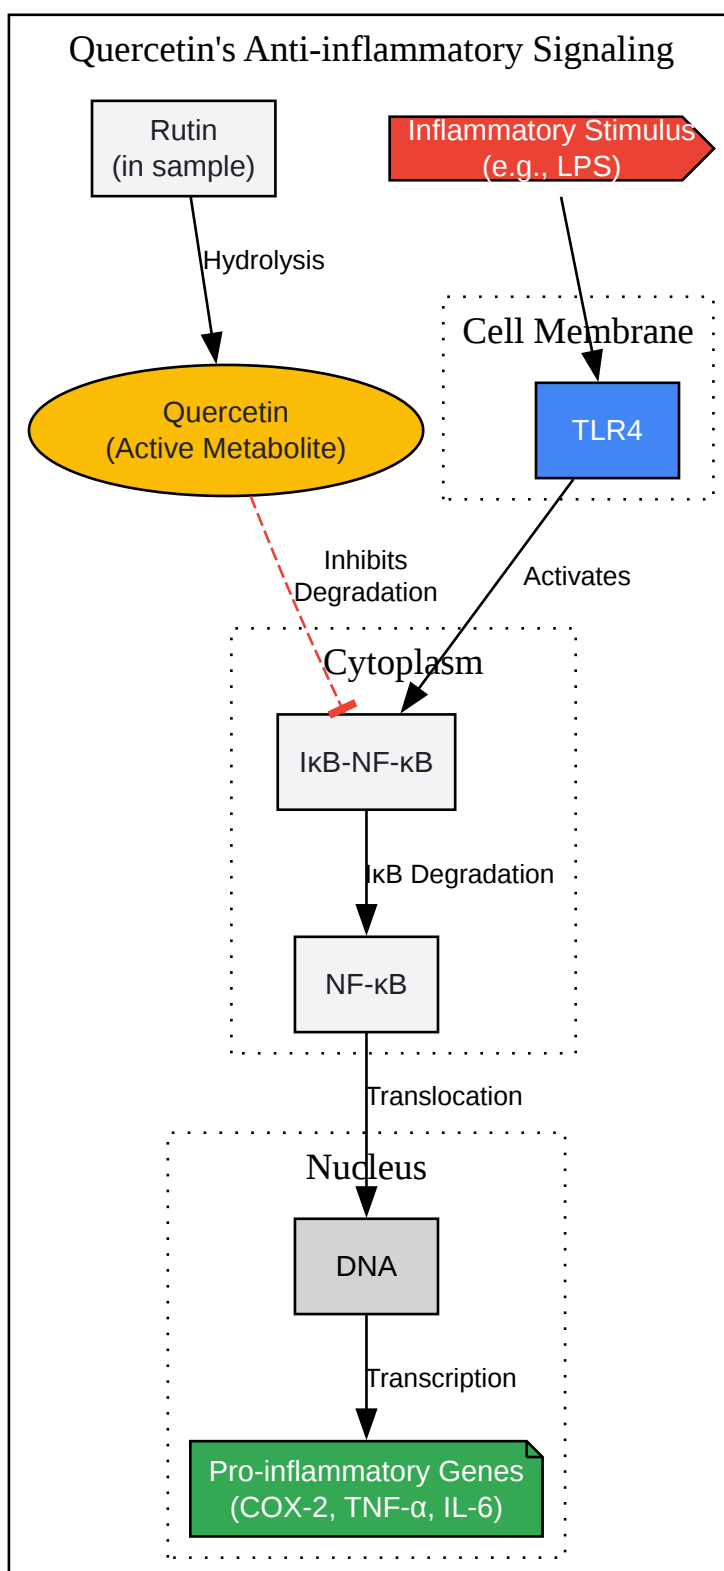 Quercetin's Anti-inflammatory Signaling
Rutin
(in sample)
Inflammatory Stimulus
(e.g., LPS)
Hydrolysis
Cell Membrane
Quercetin
(Active Metabolite)
TLR4
Inhibits
Degradation
Activates
Cytoplasm
IκB-NF-κB
IκB Degradation
NF-κB
Translocation
Nucleus
DNA
Transcription
Pro-inflammatory Genes
(COX-2, TNF-α, IL-6)